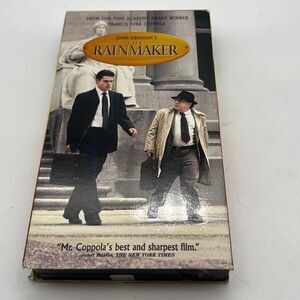 FROM FIVE TIME ACADEMY AWARD WINNER
FRANCIS FORD COPPOLA
JOHN GRISHAM'S
THE
RAINMAKER
"Mr. Coppola's best and sharpest film."
Janet Maslin, THE NEW YORK TIMES